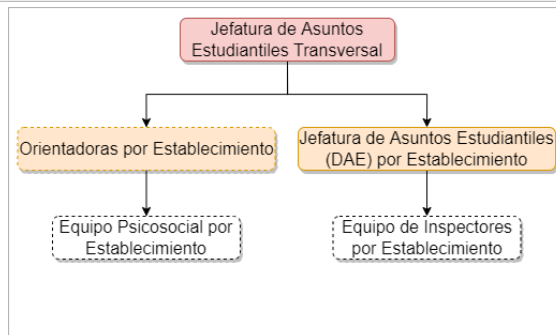 Jefatura de Asuntos
Estudiantiles Transversal
Orientadoras por Establecimiento
Jefatura de Asuntos Estudiantiles
(DAE) por Establecimiento
Equipo Psicosocial por
Establecimiento
Equipo de Inspectores
por Establecimiento